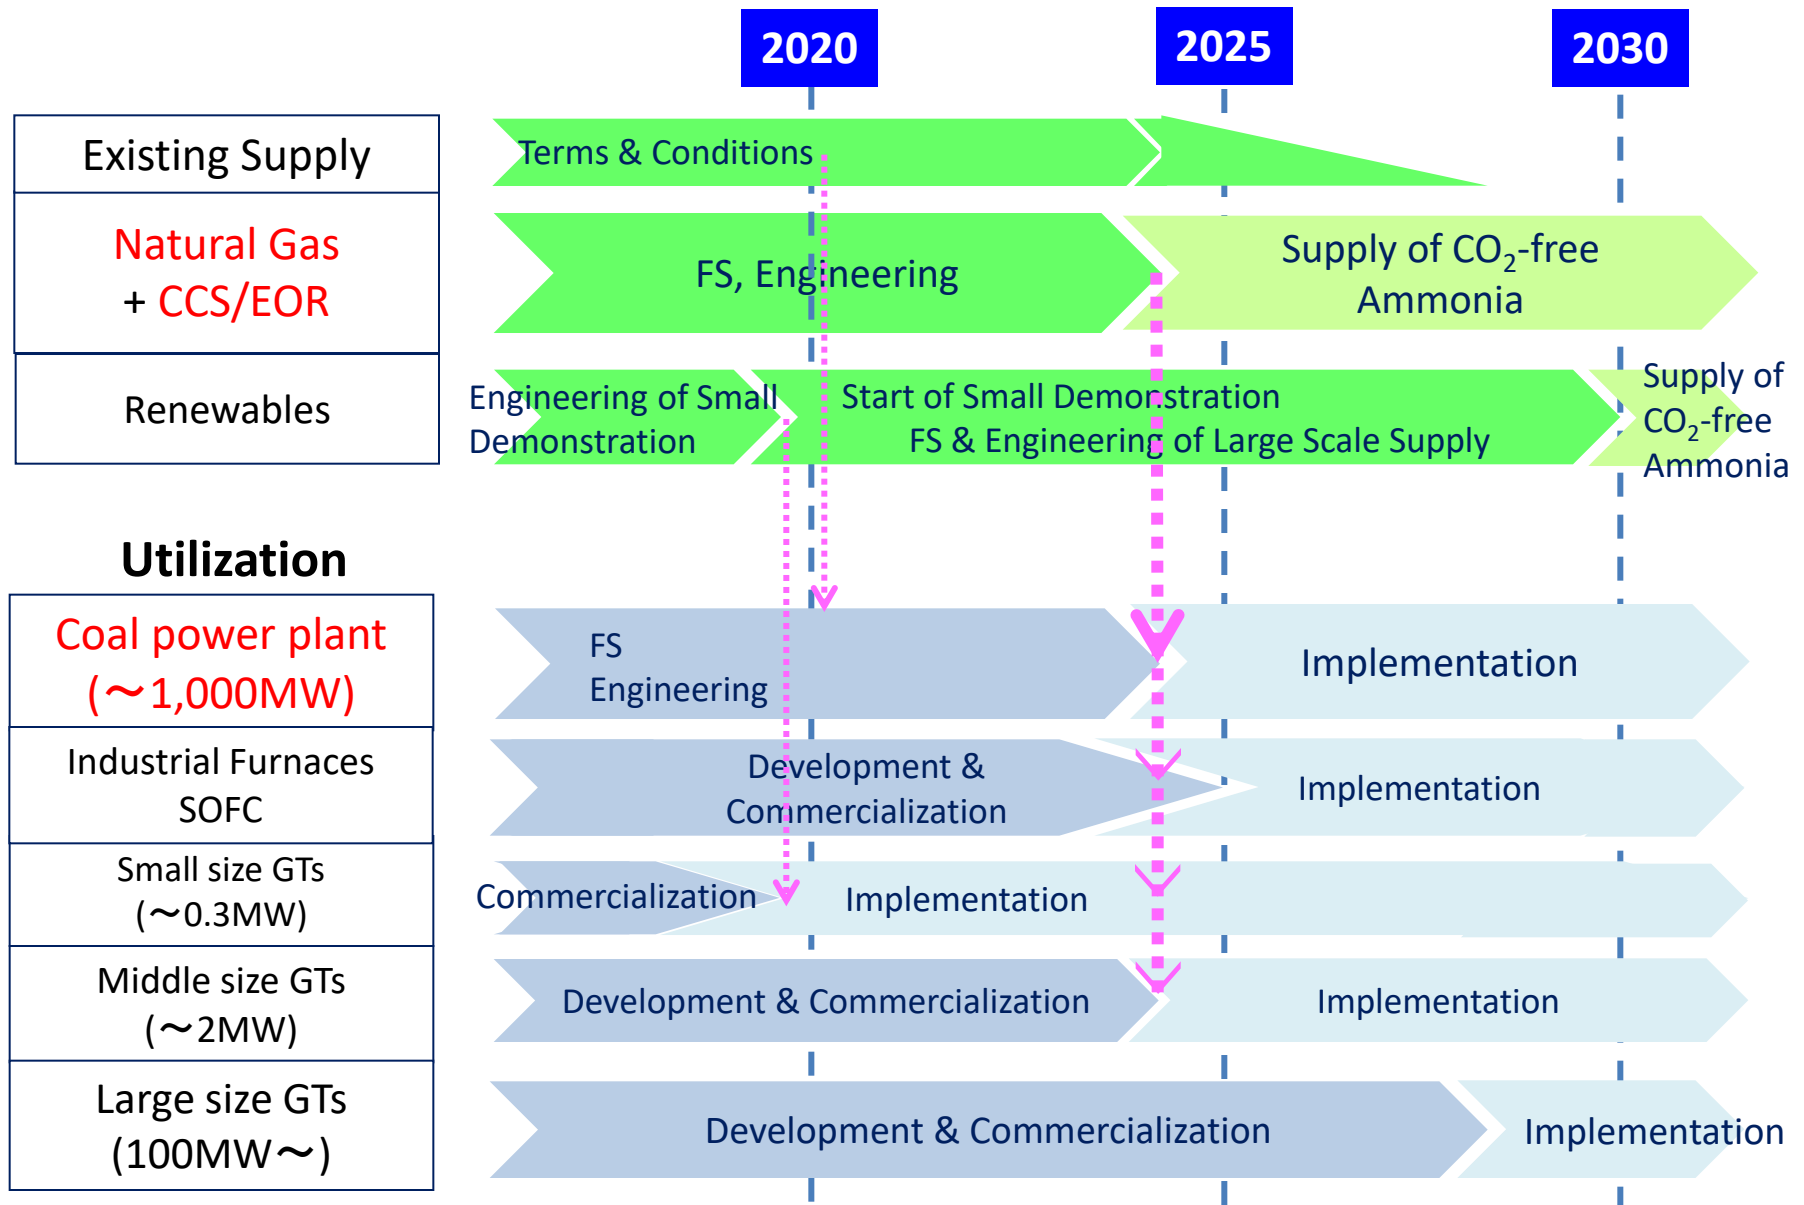 2020
2025
2030
Existing Supply
Terms & Conditions
Natural Gas
+ CCS/EOR
FS, Engineering
Supply of CO₂-free
Ammonia
Renewables
Engineering of Small
Demonstration
Start of Small Demonstration
FS & Engineering of Large Scale Supply
Supply of
CO₂-free
Ammonia
Utilization
Coal power plant
(～1,000MW)
FS
Engineering
Implementation
Industrial Furnaces
SOFC
Development &
Commercialization
Implementation
Small size GTs
(～0.3MW)
Commercialization
Implementation
Middle size GTs
(～2MW)
Development & Commercialization
Implementation
Large size GTs
(100MW～)
Development & Commercialization
Implementation